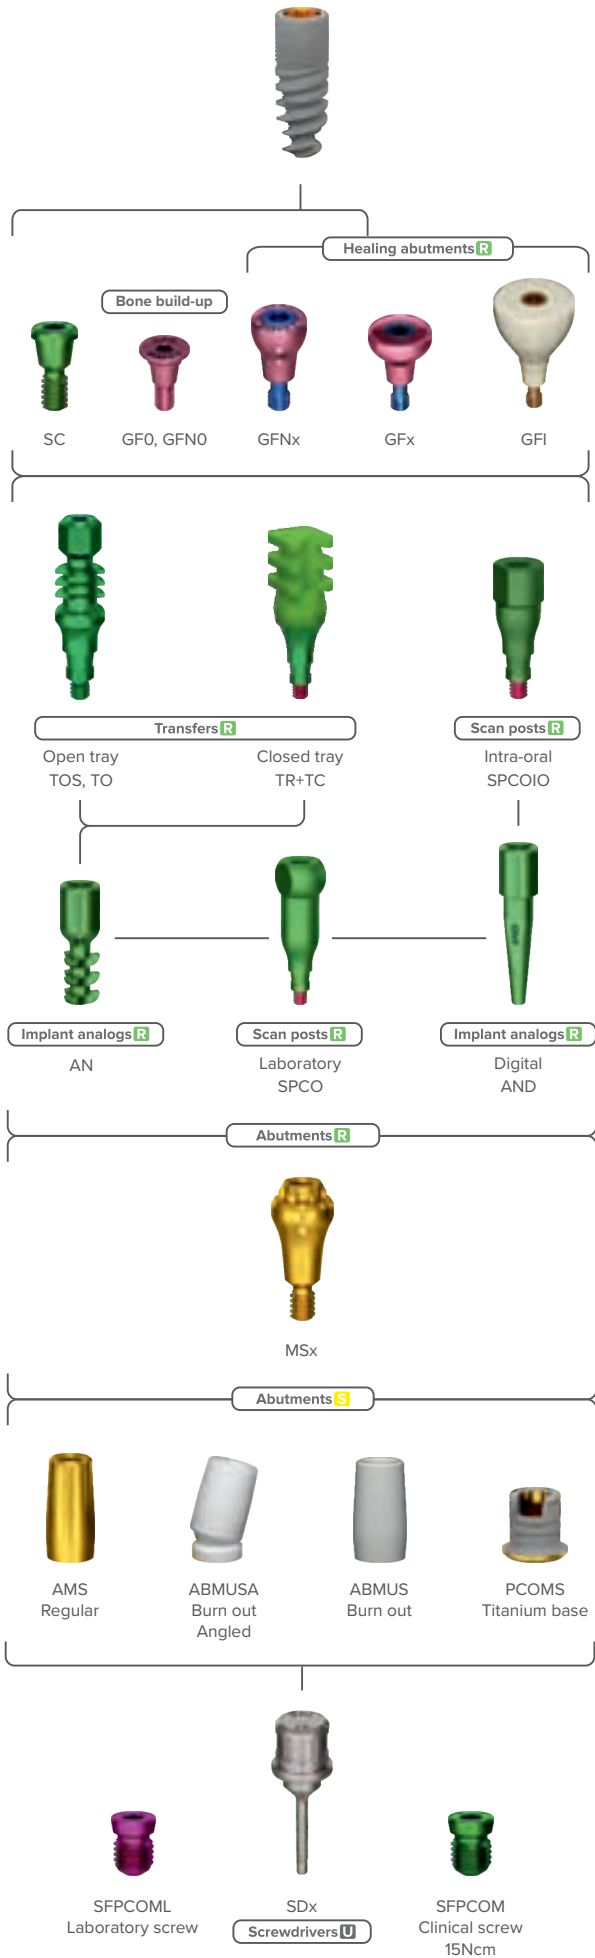 Healing abutments R
Bone build-up
SC
GF0, GFN0
GFNx
GFx
GFI
Transfers R
Scan posts R
Open tray
TOS, TO
Closed tray
TR+TC
Intra-oral
SPCOIO
Implant analogs R
Scan posts R
Implant analogs R
AN
Laboratory
SPCO
Digital
AND
Abutments R
MSx
Abutments S
AMS
Regular
ABMUSA
Burn out
Angled
ABMUS
Burn out
PCOMS
Titanium base
SFPCOML
Laboratory screw
SDx
Screwdrivers U
SFPCOM
Clinical screw
15Ncm